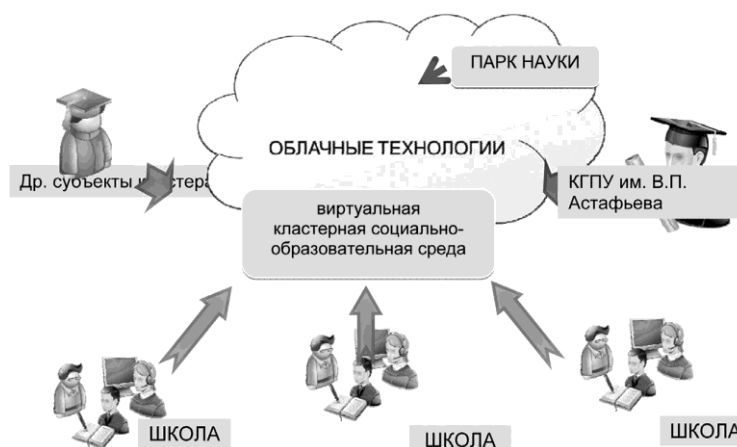 ПАРК НАУКИ
ОБЛАЧНЫЕ ТЕХНОЛОГИИ
Др. субъекты
КГПУ им. В.П.
Астафьева
виртуальная
кластерная социально-
образовательная среда
ШКОЛА
ШКОЛА
ШКОЛА